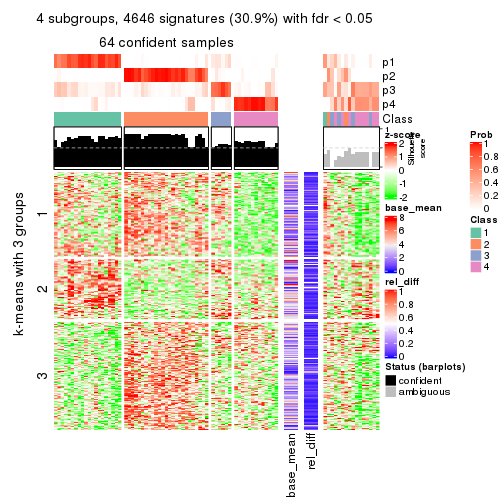 4 subgroups, 4646 signatures (30.9%) with fdr < 0.05
64 confident samples
p1
p2
p3
p4
Class
1
Silhouette
score
k-means with 3 groups
1
2
3
base_mean
rel_diff
z-score
2
1
0
-1
-2
base_mean
8
6
4
2
0
rel_diff
1
0.8
0.6
0.4
0.2
0
Prob
1
0.8
0.6
0.4
0.2
0
Class
1
2
3
4
Status (barplots)
confident
ambiguous